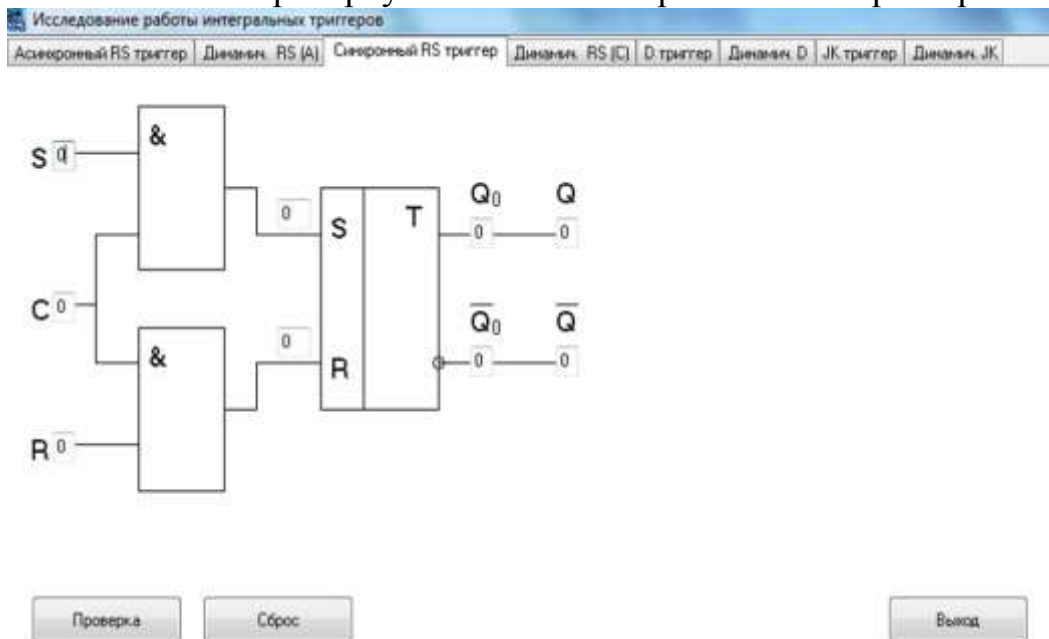 Исследование работы интегральных триггеров
Асинхронный RS триггер Динамич. RS (A) Синхронный RS триггер Динамич. RS (C) D триггер Динамич. D JK триггер Динамич. JK
&
S 0
0 S T Q0 Q
0 0
C 0
Q0 Q
& 0 R 0 0
R 0
Проверка Сброс Выход